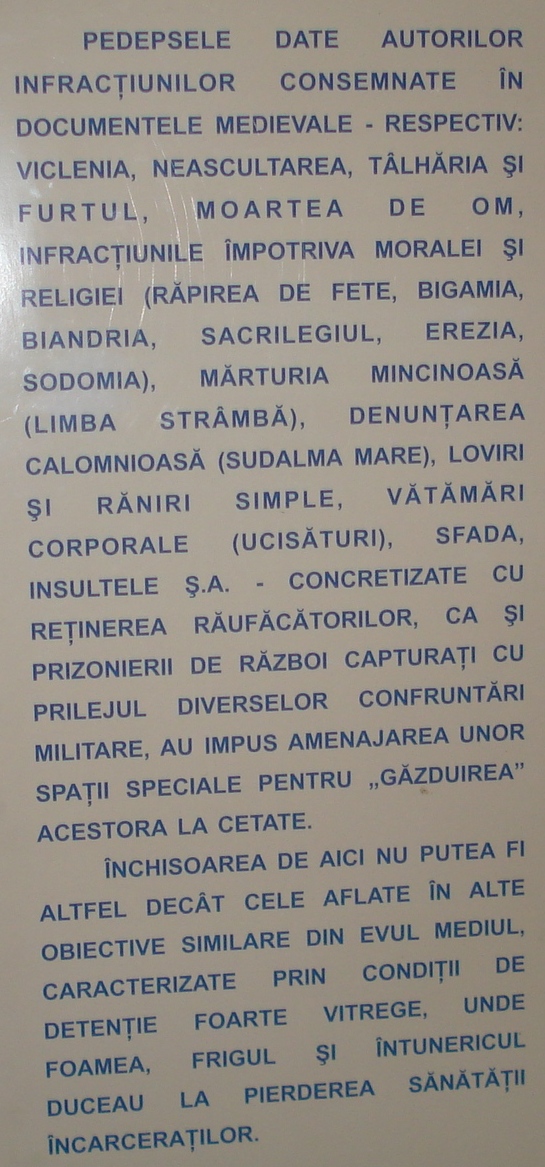 PEDEPSELE DATE AUTORILOR
INFRACȚIUNILOR CONSEMNATE ÎN
DOCUMENTELE MEDIEVALE - RESPECTIV:
VICLENIA, NEASCULTAREA, TÂLHĂRIA ȘI
FURTUL, MOARTEA DE OM,
INFRACȚIUNILE ÎMPOTRIVA MORALEI ȘI
RELIGIEI (RĂPIREA DE FETE, BIGAMIA,
BIANDRIA, SACRILEGIUL, EREZIA,
SODOMIA), MĂRTURIA MINCINOASĂ
(LIMBA STRÂMBĂ), DENUNȚAREA
CALOMNIOASĂ (SUDALMA MARE), LOVIRI
ȘI RĂNIRI SIMPLE, VĂTĂMĂRI
CORPORALE (UCISĂTURI), SFADA,
INSULTELE Ș.A. - CONCRETIZATE CU
REȚINEREA RĂUFĂCĂTORILOR, CA ȘI
PRIZONIERII DE RĂZBOI CAPTURAȚI CU
PRILEJUL DIVERSELOR CONFRUNTĂRI
MILITARE, AU IMPUS AMENAJAREA UNOR
SPAȚII SPECIALE PENTRU „GĂZDUIREA”
ACESTORA LA CETATE.
ÎNCHISOAREA DE AICI NU PUTEA FI
ALTFEL DECÂT CELE AFLATE ÎN ALTE
OBIECTIVE SIMILARE DIN EVUL MEDIUL,
CARACTERIZATE PRIN CONDIȚII DE
DETENȚIE FOARTE VITREGE, UNDE
FOAMEA, FRIGUL ȘI ÎNTUNERICUL
DUCEAU LA PIERDEREA SĂNĂTĂȚII
ÎNCARCERAȚILOR.